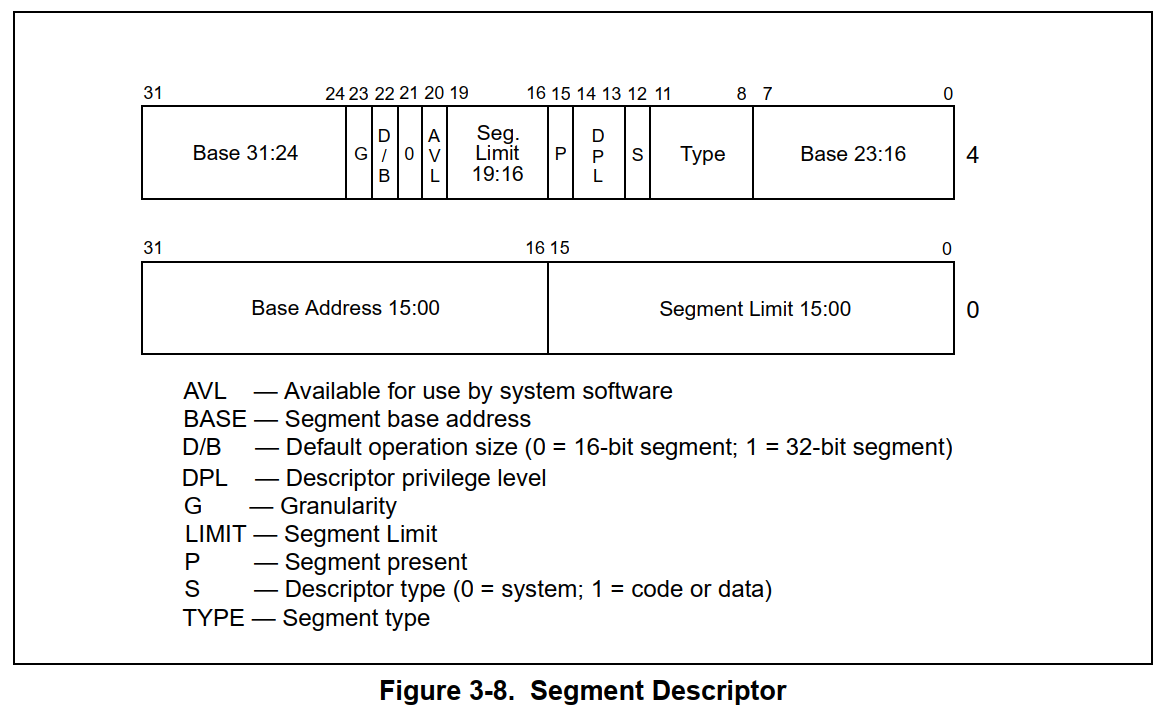 31 24 23 22 21 20 19 16 15 14 13 12 11 8 7 0
Base 31:24 G D/B 0 AVL Seg. Limit 19:16 P DPL S Type Base 23:16 4
31 16 15 0
Base Address 15:00 Segment Limit 15:00 0
AVL — Available for use by system software
BASE — Segment base address
D/B — Default operation size (0 = 16-bit segment; 1 = 32-bit segment)
DPL — Descriptor privilege level
G — Granularity
LIMIT — Segment Limit
P — Segment present
S — Descriptor type (0 = system; 1 = code or data)
TYPE — Segment type
Figure 3-8. Segment Descriptor